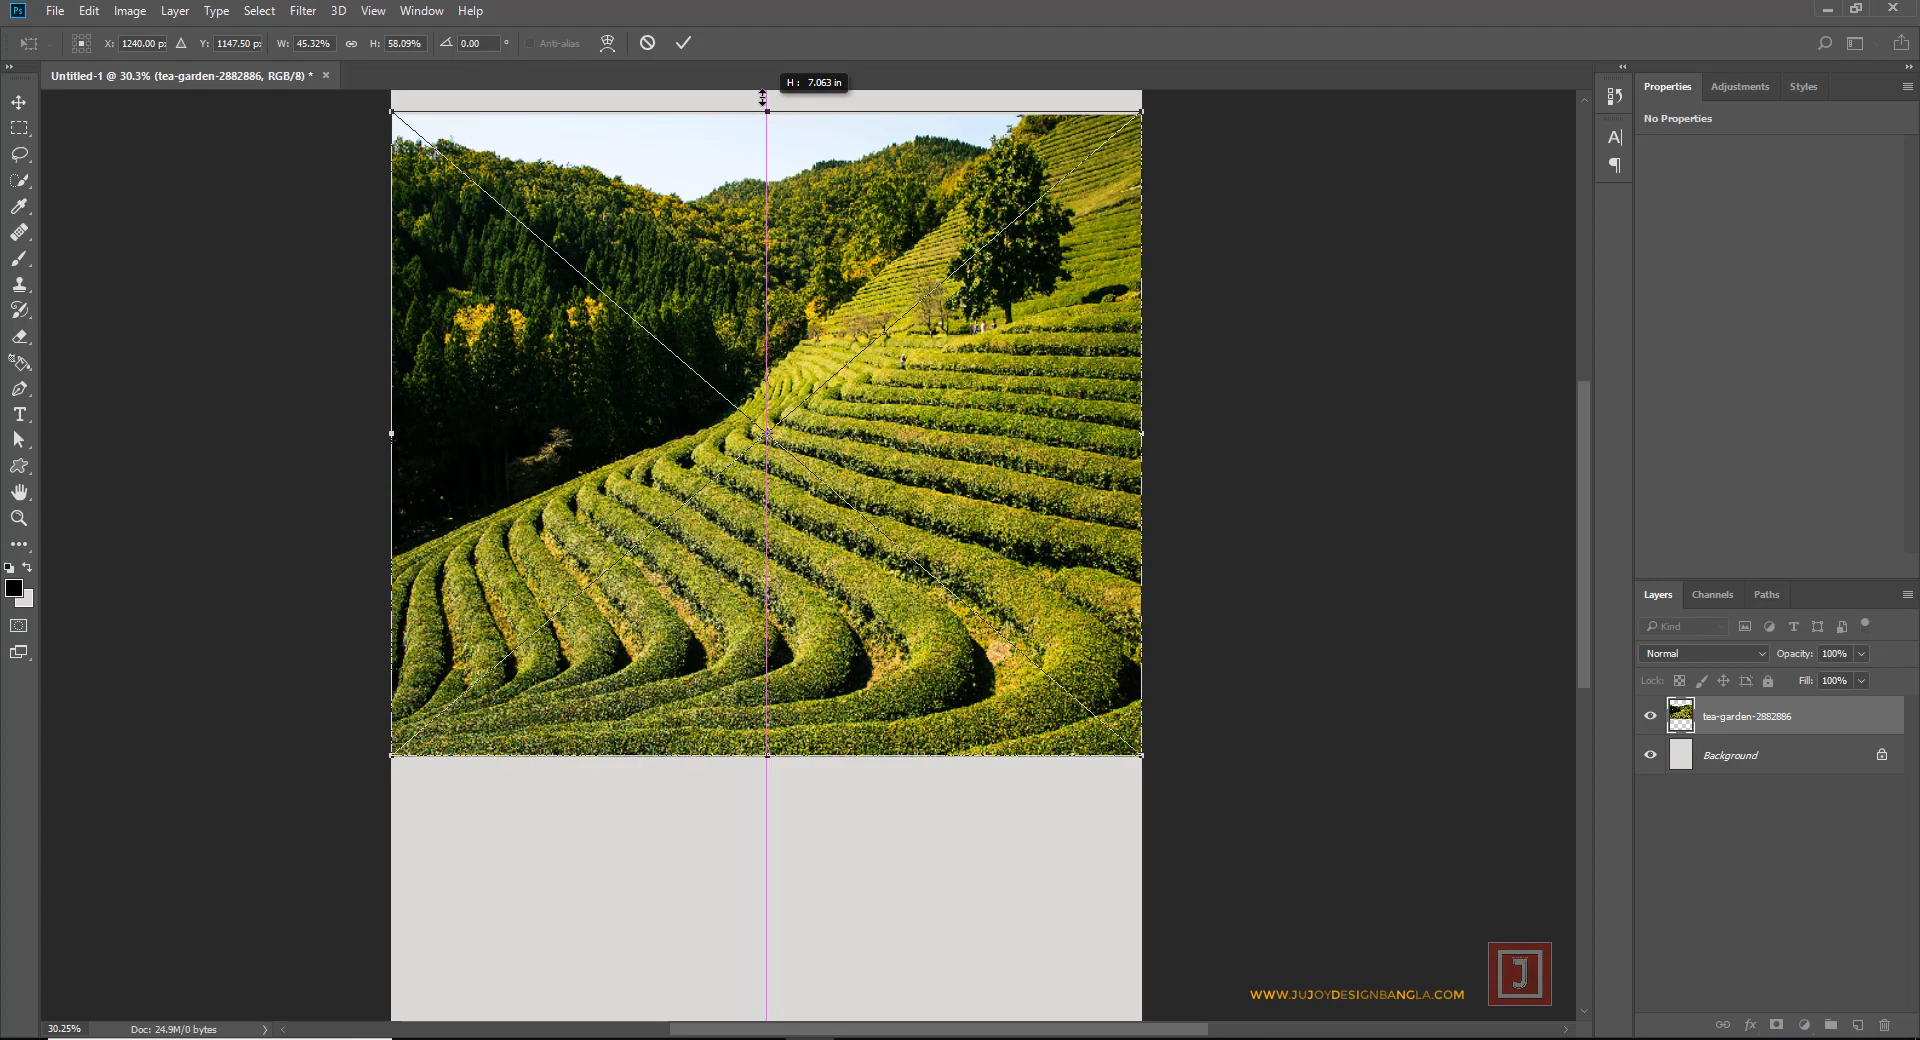 Ps File Edit Image Layer Type Select Filter 3D View Window Help
X: 1240.00 px Y: 1147.50 px W: 45.32% H: 58.09% 0.00 ° Anti-alias
Untitled-1 @ 30.3% (tea-garden-2882886, RGB/8) * ×
H : 7.063 in
Properties Adjustments Styles
No Properties
A|
¶
T
Layers Channels Paths
Kind
Normal Opacity: 100%
Lock: Fill: 100%
tea-garden-2882886
Background
fx
J
WWW.JUJOYDESIGNBANGLA.COM
30.25% Doc: 24.9M/0 bytes